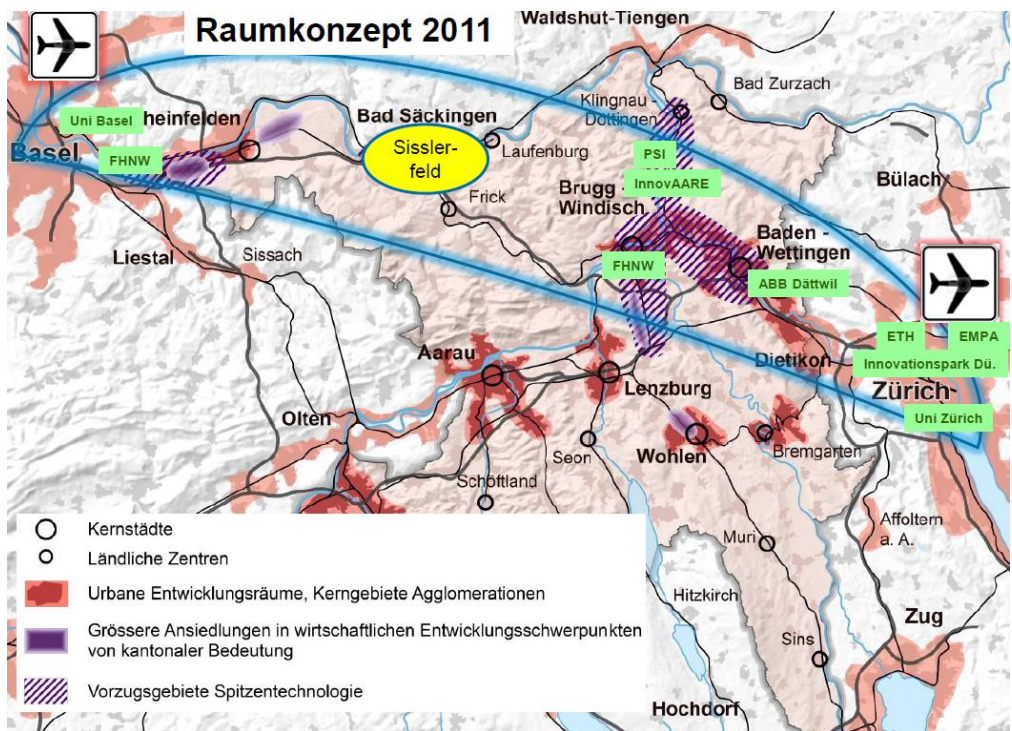 Raumkonzept 2011
Waldshut-Tiengen
Bad Zurzach
Klingnau -
Döttingen
Uni Basel
heinfelden
Bad Säckingen
Basel
FHNW
Sissler-
feld
Laufenburg
PSI
InnovAARE
Bülach
Frick
Brugg -
Windisch
Baden -
Wettingen
Liestal
Sissach
FHNW
ABB Dättwil
ETH
EMPA
Aarau
Dietikon
Innovationspark Dü.
Lenzburg
Zürich
Olten
Uni Zürich
Wohlen
Bremgarten
Seon
Schöftland
Affoltern
a. A.
Muri
Hitzkirch
Zug
Sins
Hochdorf
Kernstädte
Ländliche Zentren
Urbane Entwicklungsräume, Kerngebiete Agglomerationen
Grössere Ansiedlungen in wirtschaftlichen Entwicklungsschwerpunkten
von kantonaler Bedeutung
Vorzugsgebiete Spitzentechnologie